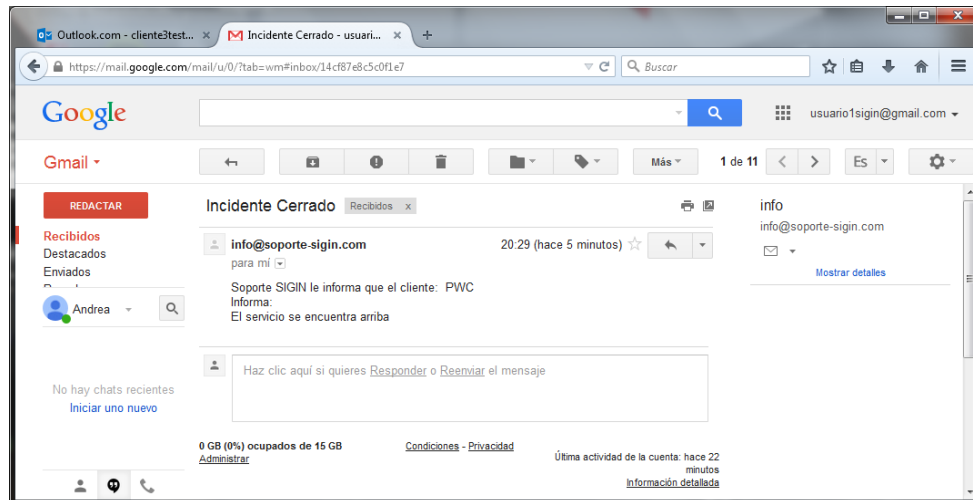 Outlook.com - cliente3test... ×
Incidente Cerrado - usuari... ×
https://mail.google.com/mail/u/0/?tab=wm#inbox/14cf87e8c5c0f1e7
Buscar
Google
usuario1sigin@gmail.com
Gmail
Más
1 de 11
Es
REDACTAR
Recibidos
Destacados
Enviados
Andrea
No hay chats recientes
Iniciar uno nuevo
Incidente Cerrado Recibidos x
info@soporte-sigin.com 20:29 (hace 5 minutos)
para mí
Soporte SIGIN le informa que el cliente: PWC
Informa:
El servicio se encuentra arriba
Haz clic aquí si quieres Responder o Reenviar el mensaje
0 GB (0%) ocupados de 15 GB
Administrar
Condiciones - Privacidad
Última actividad de la cuenta: hace 22
minutos
Información detallada
info
info@soporte-sigin.com
Mostrar detalles